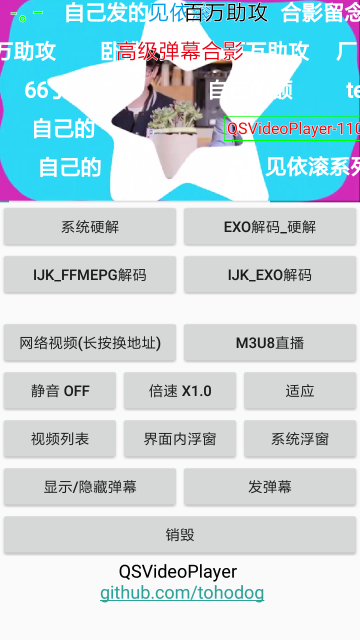 自己发的 见依滚 百万助攻 合影留念
万助攻 高级弹幕合影 百万助攻 厂
自己的 QSVideoPlayer-110
自己的 见依滚系列
系统硬解 EXO解码_硬解
IJK_FFMEPG解码 IJK_EXO解码
网络视频(长按换地址) M3U8直播
静音 OFF 倍速 X1.0 适应
视频列表 界面内浮窗 系统浮窗
显示/隐藏弹幕 发弹幕
销毁
QSVideoPlayer
github.com/tohodog